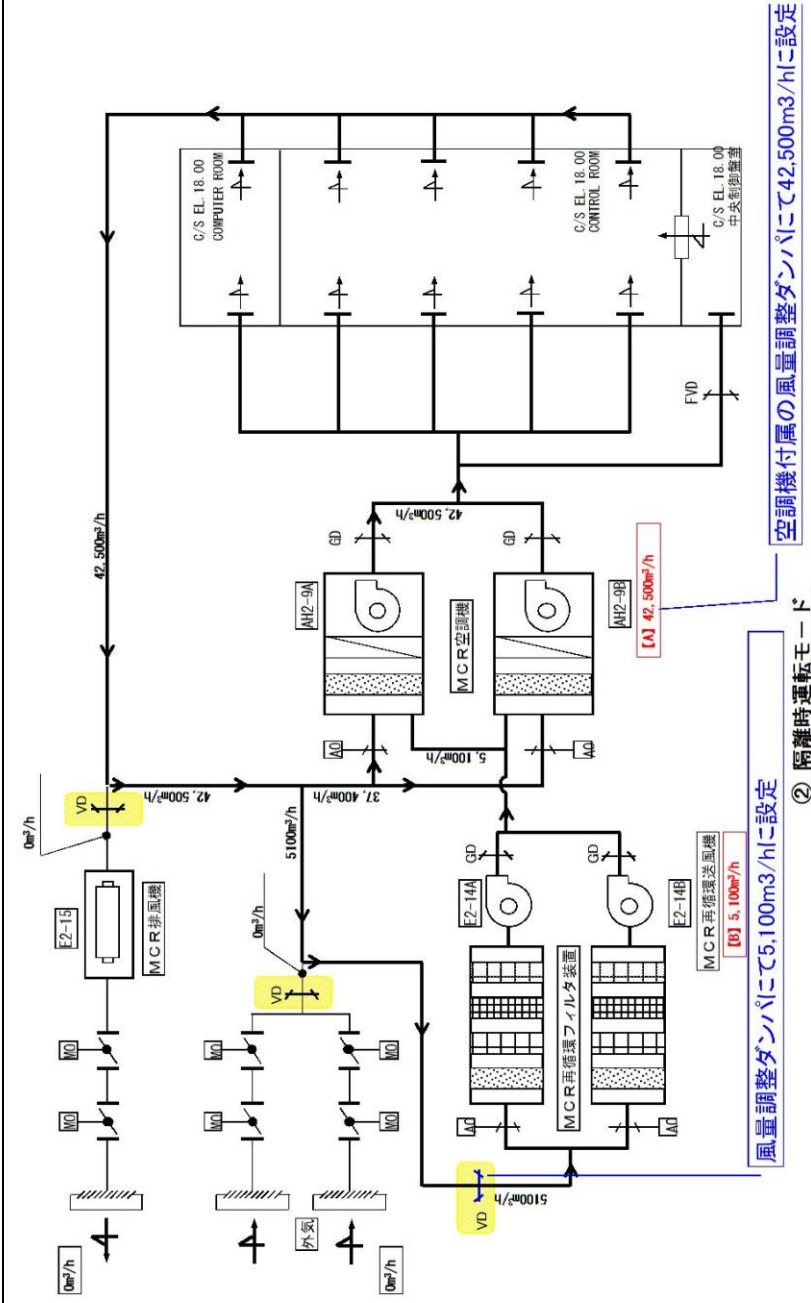 0m³/h
MO
MO
E2-15
MCR排風機
0m³/h
VD
42,500m³/h
42,500m³/h
外気
0m³/h
MO
MO
MO
MO
VD
0m³/h
5100m³/h
37,400m³/h
VD
5100m³/h
AO
AO
MCR再循環フィルタ装置
E2-14A
GD
GD
E2-14B
MCR再循環送風機
【B】5,100m³/h
5,100m³/h
AO
AO
AH2-9A
MCR空調機
AH2-9B
【A】42,500m³/h
GD
GD
42,500m³/h
FVD
C/S EL.18.00
COMPUTER ROOM
C/S EL.18.00
CONTROL ROOM
C/S EL.18.00
中央制御盤室
風量調整ダンパにて5,100m3/hに設定
空調機付属の風量調整ダンパにて42,500m3/hに設定
② 隔離時運転モード